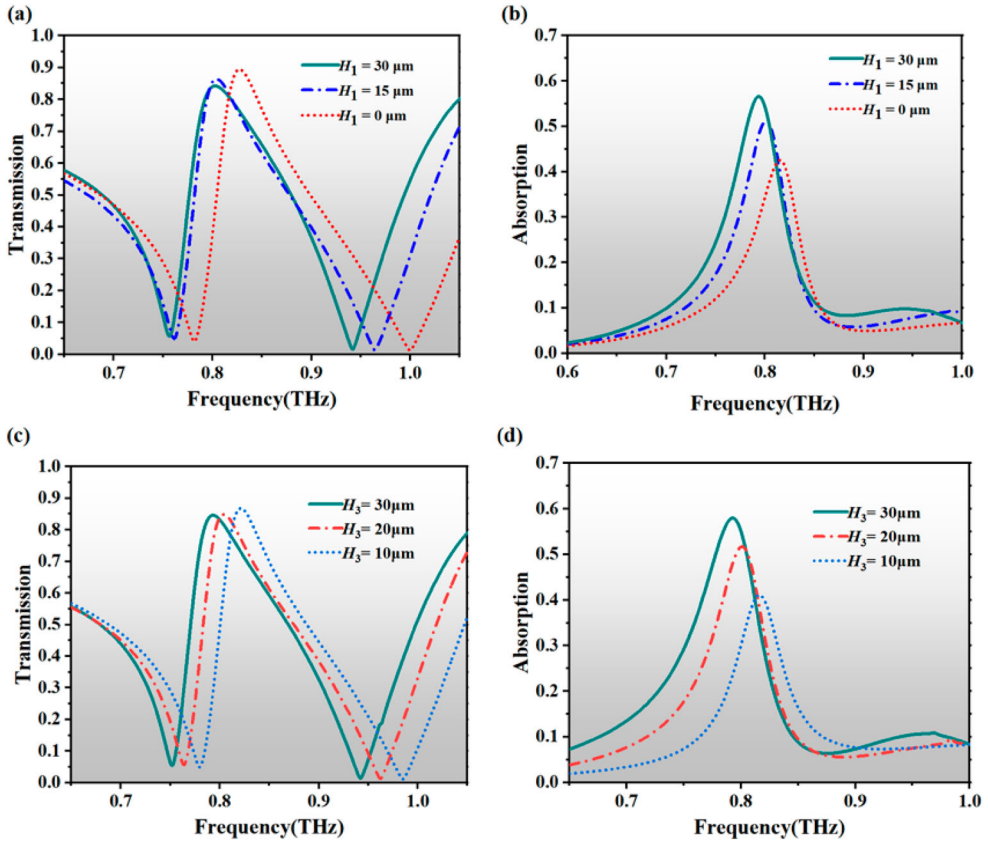 (a)
1.0
0.9
0.8
0.7
0.6
0.5
0.4
0.3
0.2
0.1
0.0
Transmission
H1 = 30 μm
H1 = 15 μm
H1 = 0 μm
0.7 0.8 0.9 1.0
Frequency(THz)
(b)
0.7
0.6
0.5
0.4
0.3
0.2
0.1
0.0
Absorption
H1 = 30 μm
H1 = 15 μm
H1 = 0 μm
0.6 0.7 0.8 0.9 1.0
Frequency(THz)
(c)
1.0
0.9
0.8
0.7
0.6
0.5
0.4
0.3
0.2
0.1
0.0
Transmission
H3= 30μm
H3= 20μm
H3= 10μm
0.7 0.8 0.9 1.0
Frequency(THz)
(d)
0.7
0.6
0.5
0.4
0.3
0.2
0.1
0.0
Absorption
H3= 30μm
H3= 20μm
H3= 10μm
0.7 0.8 0.9 1.0
Frequency(THz)